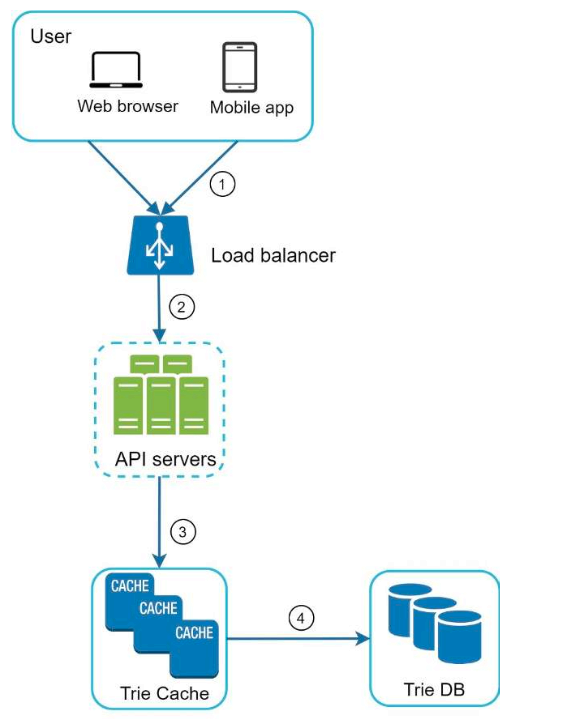 User
Web browser
Mobile app
1
Load balancer
2
API servers
3
CACHE
CACHE
CACHE
4
Trie Cache
Trie DB